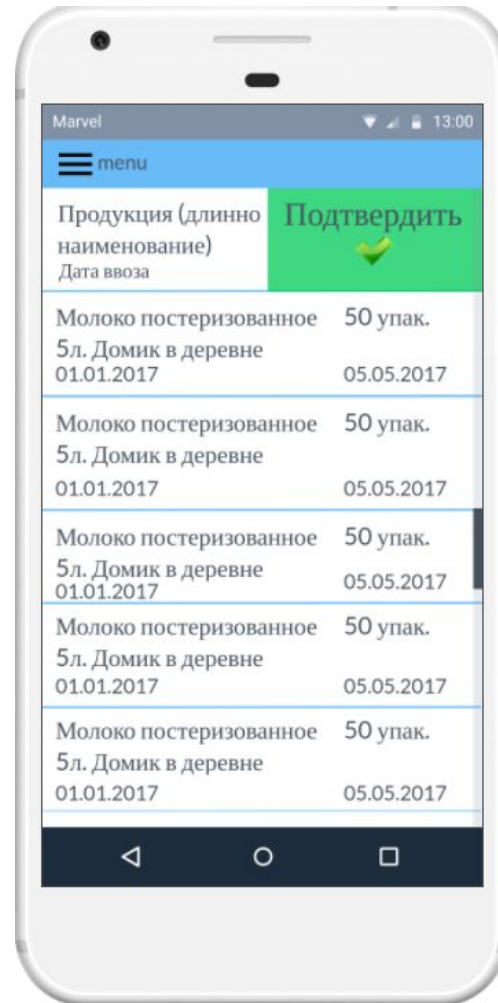 Marvel 13:00
menu
Продукция (длинно
наименование)
Дата ввоза
Подтвердить
Молоко постеризованное 50 упак.
5л. Домик в деревне
01.01.2017 05.05.2017
Молоко постеризованное 50 упак.
5л. Домик в деревне
01.01.2017 05.05.2017
Молоко постеризованное 50 упак.
5л. Домик в деревне
01.01.2017 05.05.2017
Молоко постеризованное 50 упак.
5л. Домик в деревне
01.01.2017 05.05.2017
Молоко постеризованное 50 упак.
5л. Домик в деревне
01.01.2017 05.05.2017